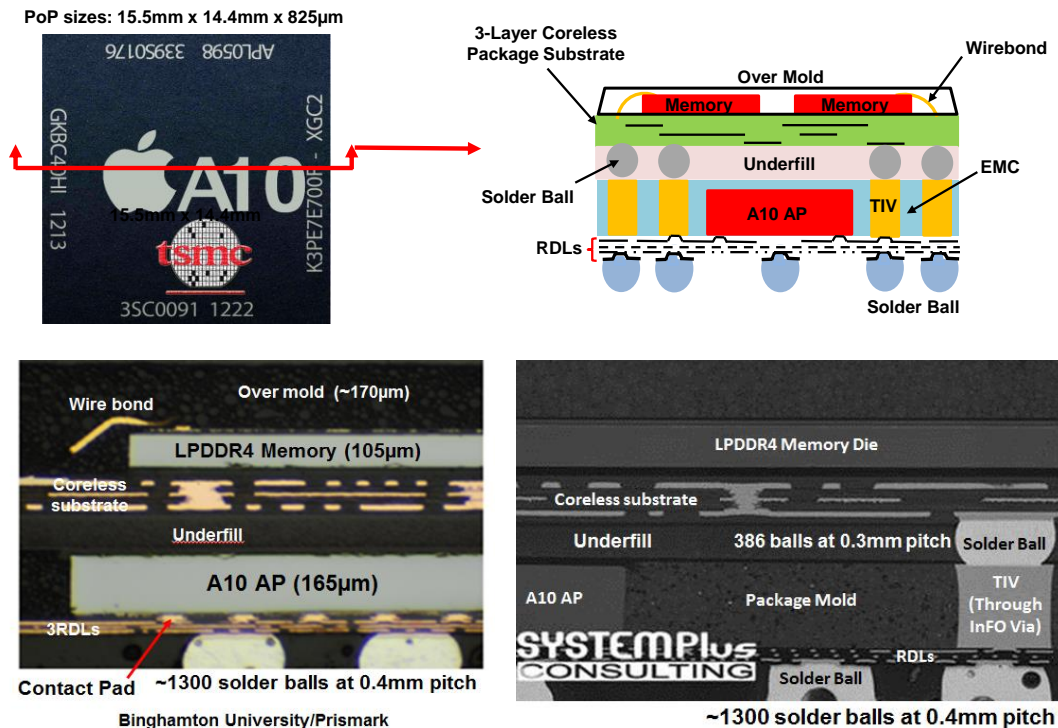 PoP sizes: 15.5mm x 14.4mm x 825µm
339S0176 APL0598
GKBC40HI 1213
A10
K3PE7E700F - XGC2
15.5mm x 14.4mm
tsmc
3SC0091 1222
3-Layer Coreless
Package Substrate
Over Mold
Wirebond
Memory
Memory
Solder Ball
Underfill
EMC
A10 AP
TIV
RDLs
Solder Ball
Wire bond
Over mold (~170µm)
LPDDR4 Memory (105µm)
Coreless
substrate
Underfill
A10 AP (165µm)
3RDLs
Contact Pad
~1300 solder balls at 0.4mm pitch
Binghamton University/Prismark
LPDDR4 Memory Die
Coreless substrate
Underfill
386 balls at 0.3mm pitch
Solder Ball
A10 AP
Package Mold
TIV
(Through
InFO Via)
SYSTEMPlus
CONSULTING
RDLs
Solder Ball
~1300 solder balls at 0.4mm pitch